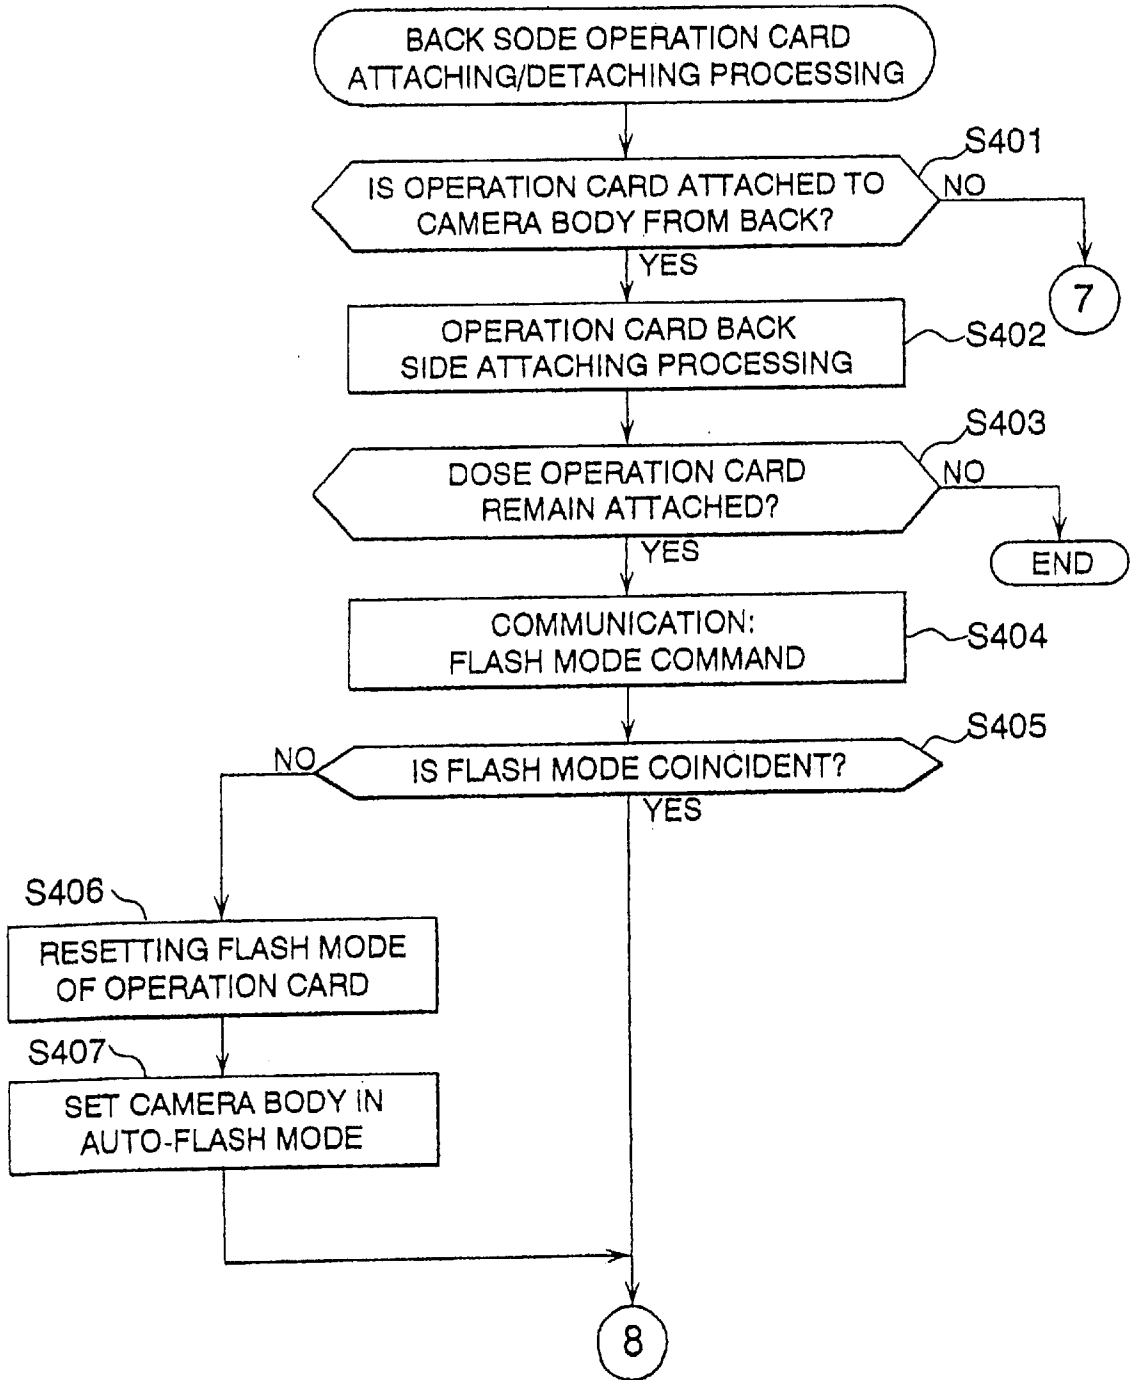 BACK SODE OPERATION CARD
ATTACHING/DETACHING PROCESSING
S401
IS OPERATION CARD ATTACHED TO
CAMERA BODY FROM BACK?
NO
YES
7
OPERATION CARD BACK
SIDE ATTACHING PROCESSING
S402
S403
DOSE OPERATION CARD
REMAIN ATTACHED?
NO
YES
END
COMMUNICATION:
FLASH MODE COMMAND
S404
S405
NO
IS FLASH MODE COINCIDENT?
YES
S406
RESETTING FLASH MODE
OF OPERATION CARD
S407
SET CAMERA BODY IN
AUTO-FLASH MODE
8